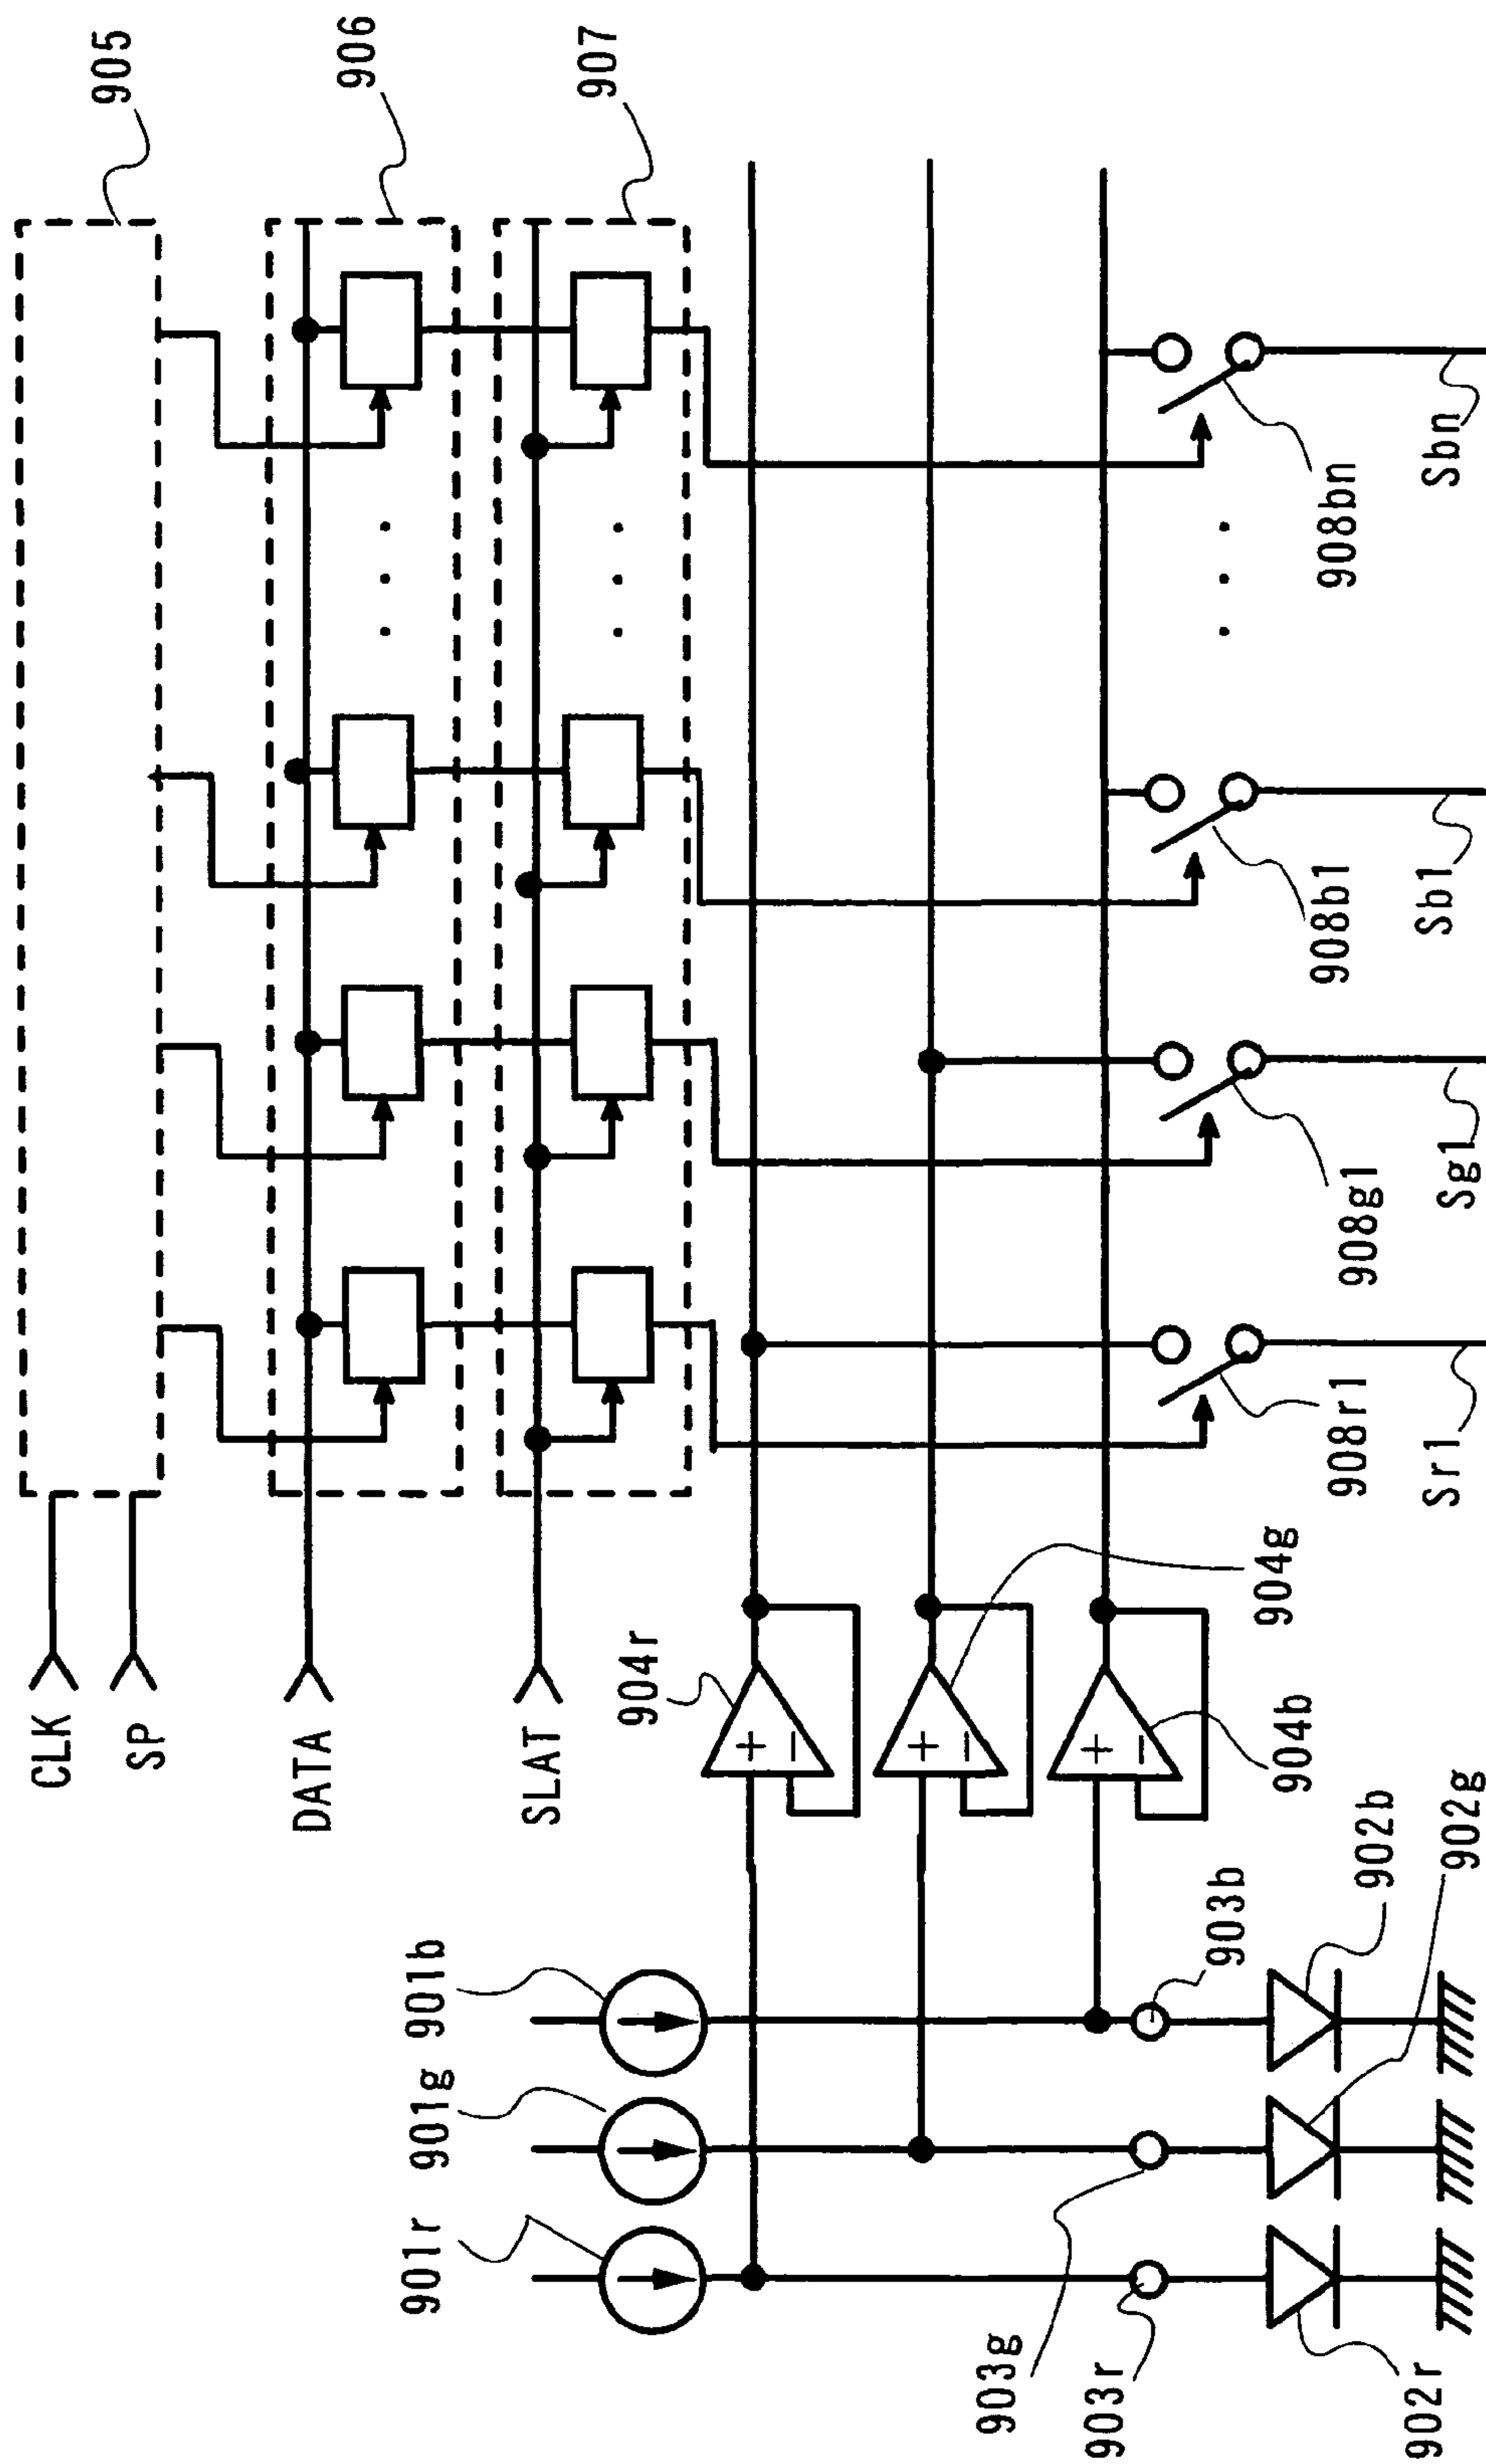 905
906
907
CLK
SP
DATA
SLAT
901r
901g
901b
904r
904g
904b
903g
903r
903b
902r
902b
902g
908r1
908g1
908b1
908bn
Sr1
Sg1
Sb1
Sbn
+
−
+
−
+
−